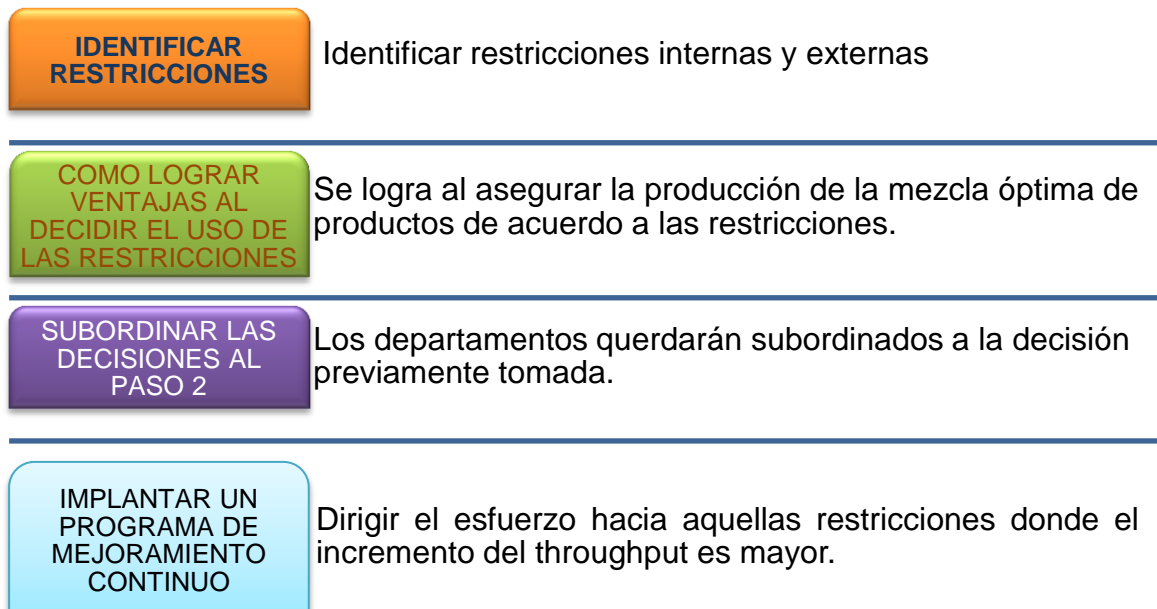 IDENTIFICAR
RESTRICCIONES
Identificar restricciones internas y externas
COMO LOGRAR
VENTAJAS AL
DECIDIR EL USO DE
LAS RESTRICCIONES
Se logra al asegurar la producción de la mezcla óptima de
productos de acuerdo a las restricciones.
SUBORDINAR LAS
DECISIONES AL
PASO 2
Los departamentos querdarán subordinados a la decisión
previamente tomada.
IMPLANTAR UN
PROGRAMA DE
MEJORAMIENTO
CONTINUO
Dirigir el esfuerzo hacia aquellas restricciones donde el
incremento del throughput es mayor.